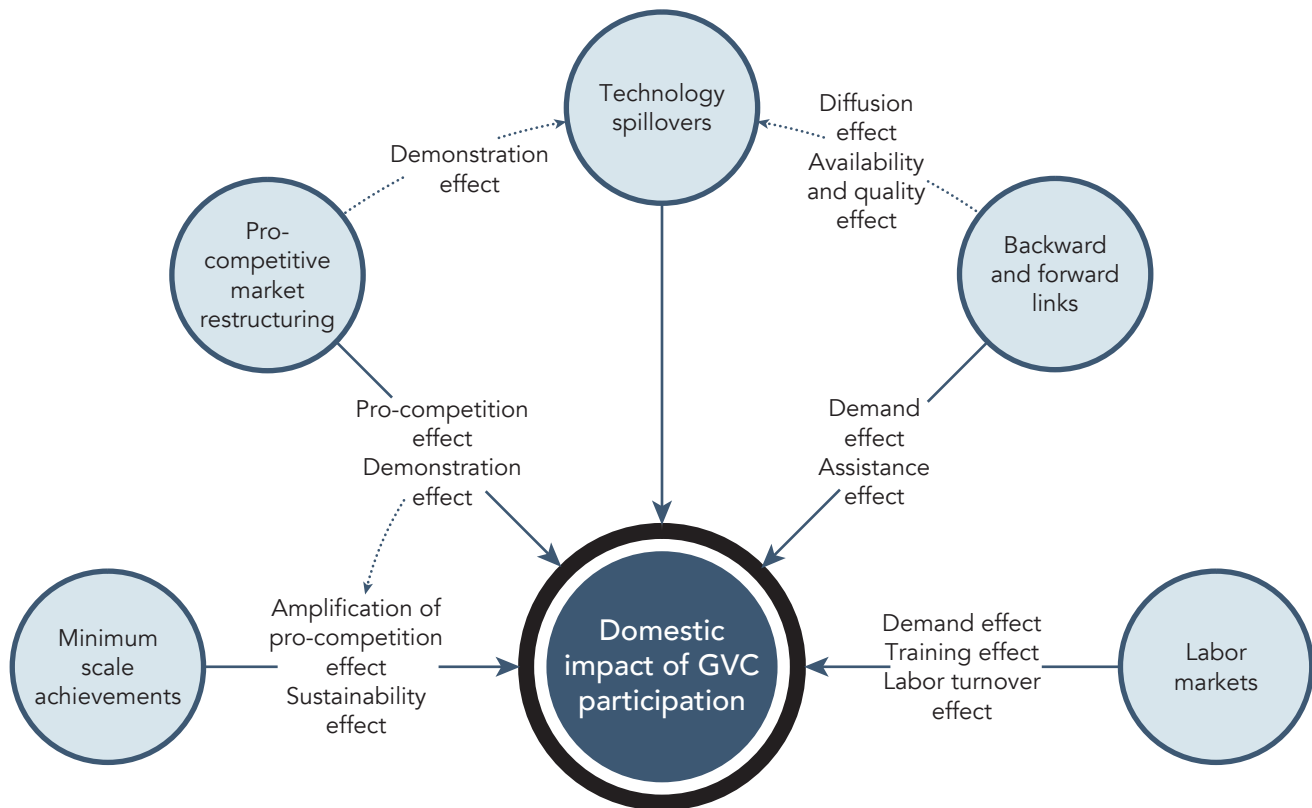 Technology
spillovers
Demonstration
effect
Diffusion
effect
Availability
and quality
effect
Pro-
competitive
market
restructuring
Backward
and forward
links
Pro-competition
effect
Demonstration
effect
Demand
effect
Assistance
effect
Minimum
scale
achievements
Amplification of
pro-competition
effect
Sustainability
effect
Domestic
impact of GVC
participation
Demand effect
Training effect
Labor turnover
effect
Labor
markets